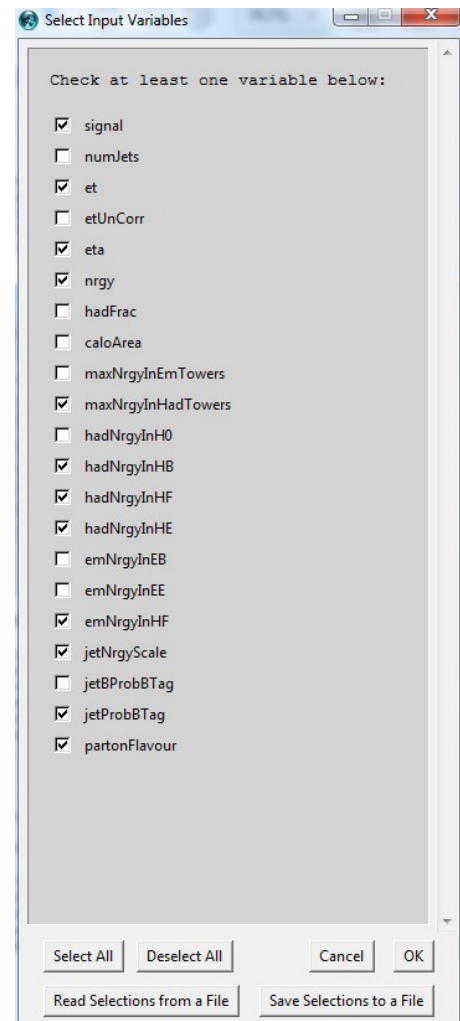 Select Input Variables
Check at least one variable below:
signal
numJets
et
etUnCorr
eta
nrgy
hadFrac
caloArea
maxNrgyInEmTowers
maxNrgyInHadTowers
hadNrgyInH0
hadNrgyInHB
hadNrgyInHF
hadNrgyInHE
emNrgyInEB
emNrgyInEE
emNrgyInHF
jetNrgyScale
jetBProbBTag
jetProbBTag
partonFlavour
Select All Deselect All Cancel OK
Read Selections from a File Save Selections to a File